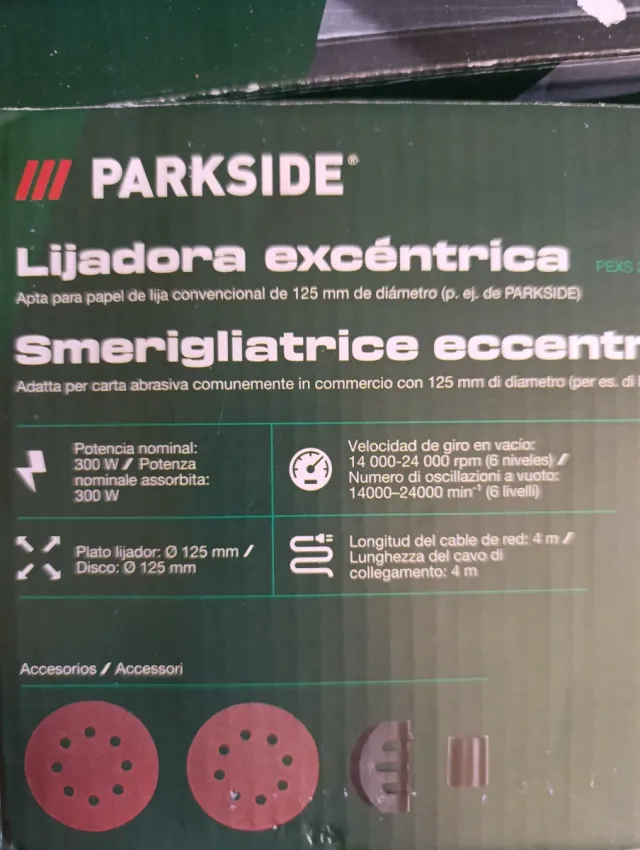 PARKSIDE®
Lijadora excéntrica PEXS
Apta para papel de lija convencional de 125 mm de diámetro (p. ej. de PARKSIDE)
Smerigliatrice eccentr
Adatta per carta abrasiva comunemente in commercio con 125 mm di diametro (per es. di
Potencia nominal:
300 W / Potenza
nominale assorbita:
300 W
Velocidad de giro en vacío:
14 000-24 000 rpm (6 niveles) /
Numero di oscillazioni a vuoto:
14000–24000 min⁻¹ (6 livelli)
Plato lijador: Ø 125 mm /
Disco: Ø 125 mm
Longitud del cable de red: 4 m /
Lunghezza del cavo di
collegamento: 4 m
Accesorios / Accessori